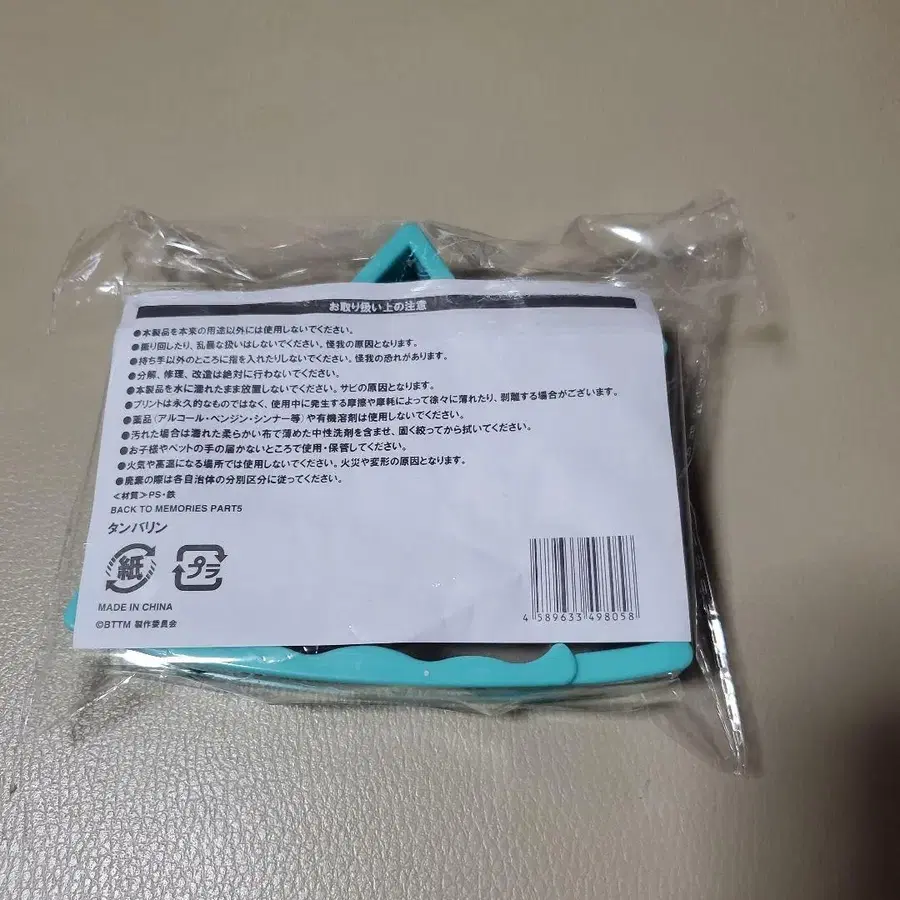 お取り扱い上の注意
●本製品を本来の用途以外には使用しないでください。
●振り回したり、乱暴な扱いはしないでください。怪我の原因となります。
●持ち手以外のところに指を入れたりしないでください。怪我の恐れがあります。
●分解、修理、改造は絶対に行わないでください。
●本製品を水に濡れたまま放置しないでください。サビの原因となります。
●プリントは永久的なものではなく、使用中に発生する摩擦や摩耗によって徐々に薄れたり、剥離する場合がございます。
●薬品(アルコール・ベンジン・シンナー等)や有機溶剤は使用しないでください。
●汚れた場合は濡れた柔らかい布で薄めた中性洗剤を含ませ、固く絞ってから拭いてください。
●お子様やペットの手の届かないところで使用・保管してください。
●火気や高温になる場所では使用しないでください。火災や変形の原因となります。
●廃棄の際は各自治体の分別区分に従ってください。
<材質>PS・鉄
BACK TO MEMORIES PART5
タンバリン
紙 プラ
MADE IN CHINA
©BTTM 製作委員会
4 589633 498058